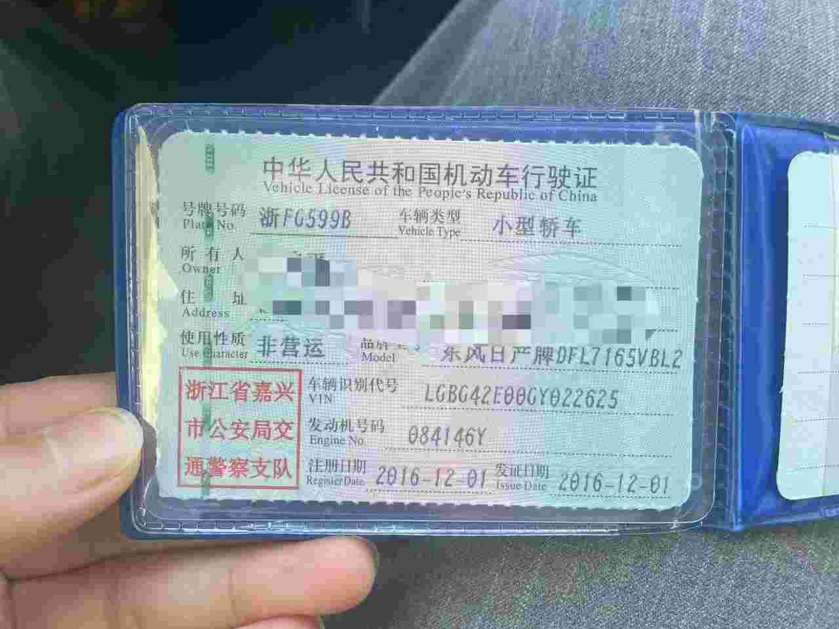 中华人民共和国机动车行驶证
Vehicle License of the People's Republic of China
号牌号码 浙FG599B 车辆类型 小型轿车
Plate No. Vehicle Type
所有人
Owner
住址
Address
使用性质 非营运 品牌 东风日产牌DFL7165VBL2
Use Character Model
浙江省嘉兴
市公安局交
通警察支队
车辆识别代号 LGBG42E00GY022625
VIN
发动机号码 084146Y
Engine No.
注册日期 2016-12-01 发证日期 2016-12-01
Register Date Issue Date